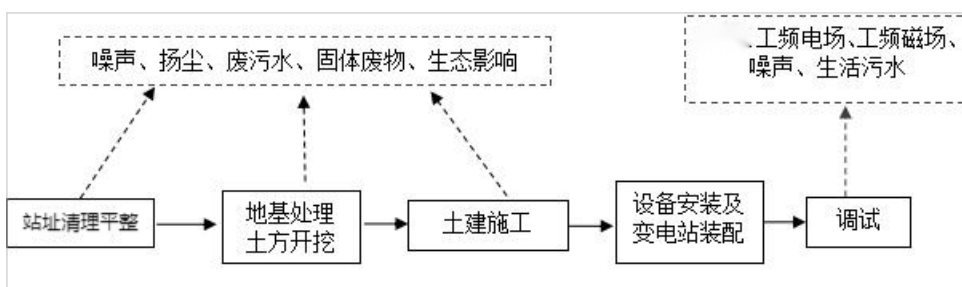 噪声、扬尘、废污水、固体废物、生态影响
工频电场、工频磁场、
噪声、生活污水
站址清理平整
地基处理
土方开挖
土建施工
设备安装及
变电站装配
调试